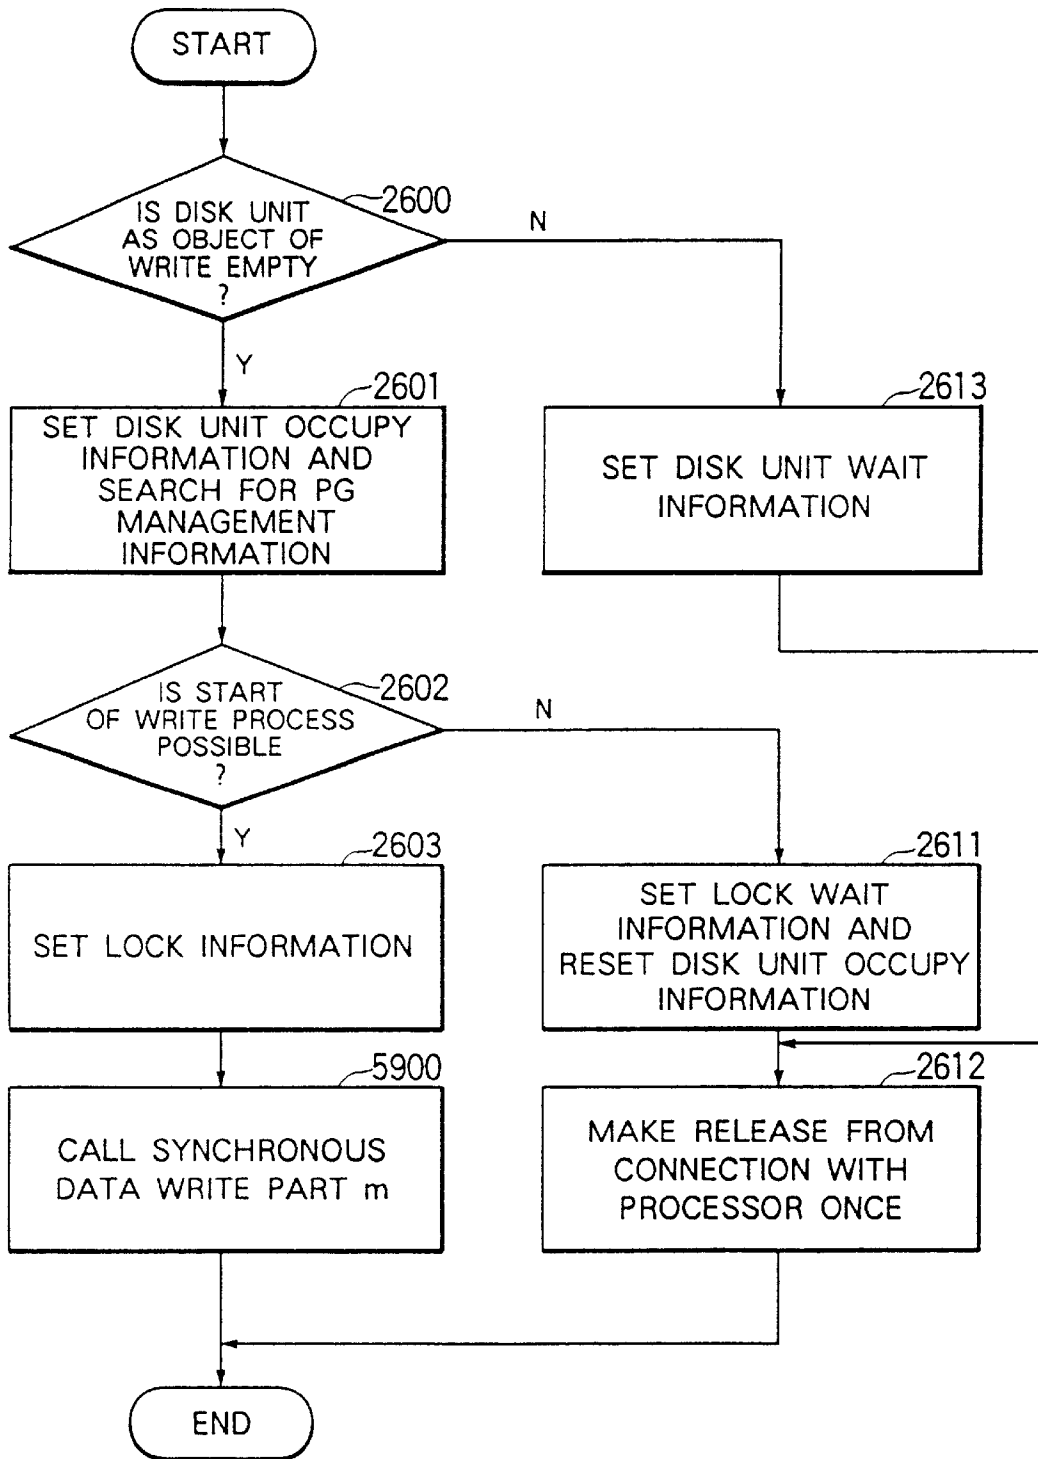 START
2600
IS DISK UNIT
AS OBJECT OF
WRITE EMPTY
?
N
Y
2601
SET DISK UNIT OCCUPY
INFORMATION AND
SEARCH FOR PG
MANAGEMENT
INFORMATION
2613
SET DISK UNIT WAIT
INFORMATION
2602
IS START
OF WRITE PROCESS
POSSIBLE
?
N
Y
2603
SET LOCK INFORMATION
2611
SET LOCK WAIT
INFORMATION AND
RESET DISK UNIT OCCUPY
INFORMATION
5900
CALL SYNCHRONOUS
DATA WRITE PART m
2612
MAKE RELEASE FROM
CONNECTION WITH
PROCESSOR ONCE
END